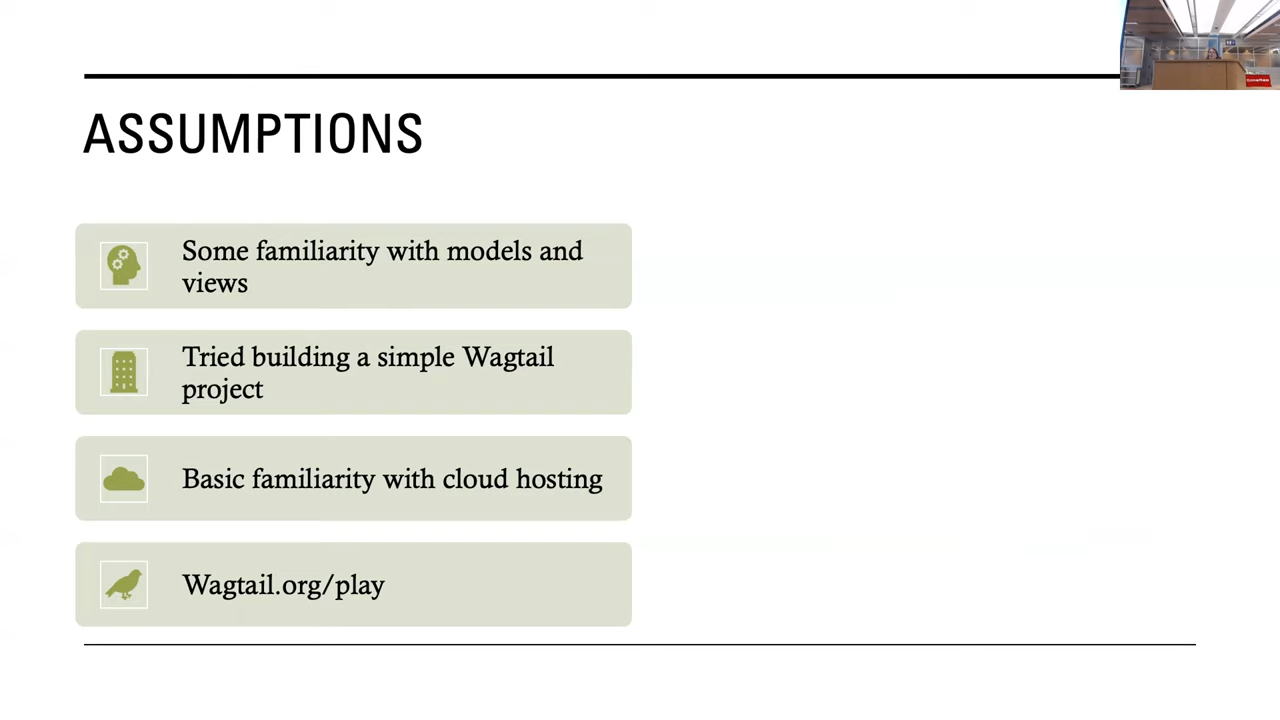 ASSUMPTIONS
Some familiarity with models and
views
Tried building a simple Wagtail
project
Basic familiarity with cloud hosting
Wagtail.org/play